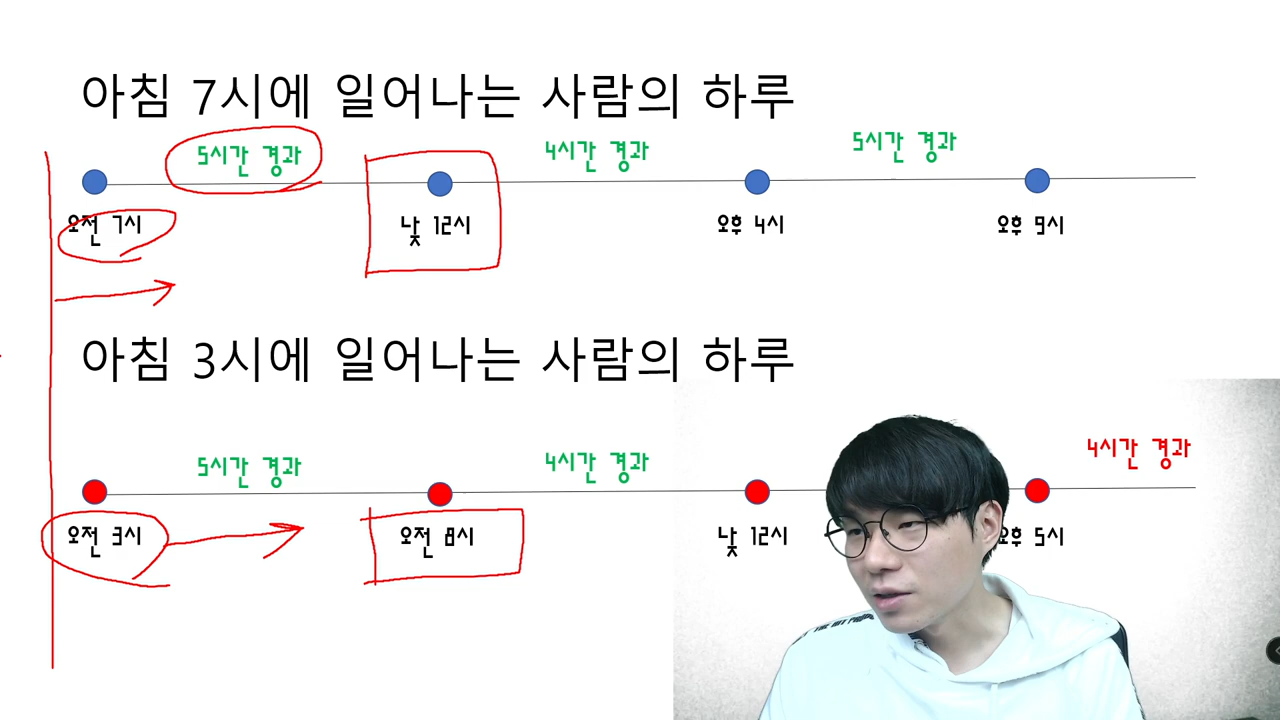 아침 7시에 일어나는 사람의 하루
5시간 경과
4시간 경과
5시간 경과
오전 7시
낮 12시
오후 4시
오후 9시
아침 3시에 일어나는 사람의 하루
5시간 경과
4시간 경과
4시간 경과
오전 3시
오전 8시
낮 12시
오후 5시